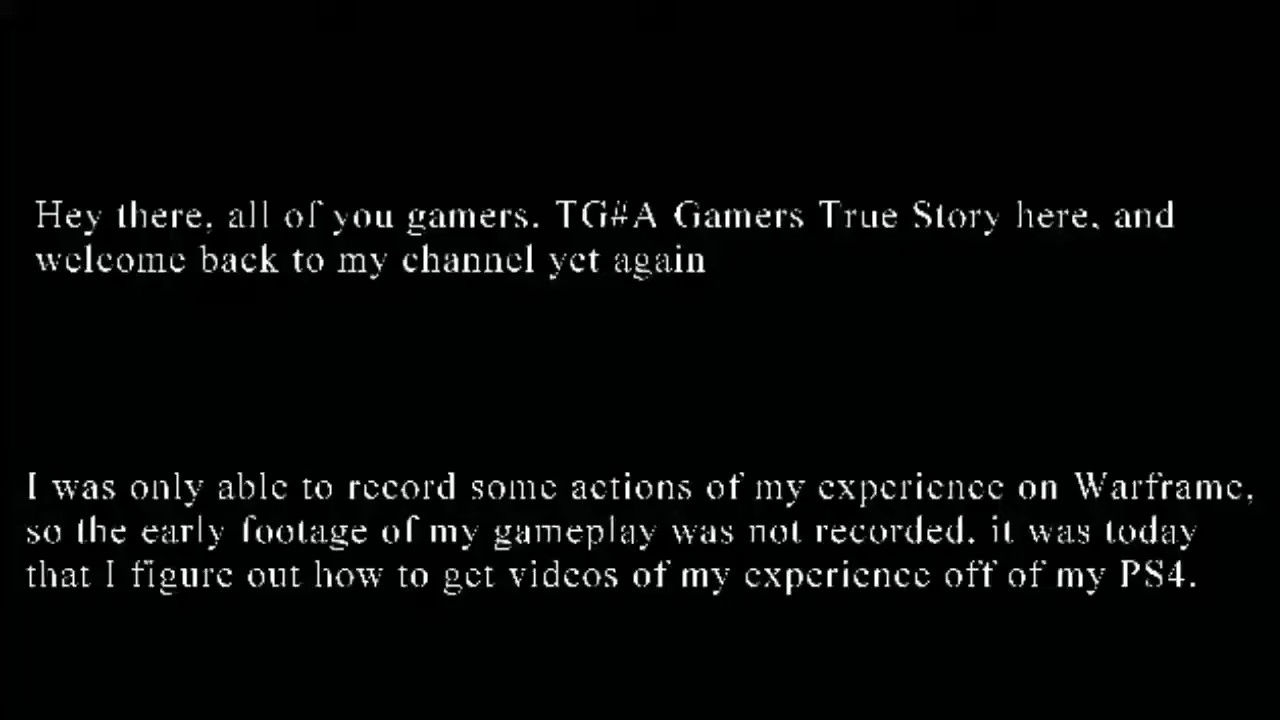 Hey there, all of you gamers. TG#A Gamers True Story here, and
welcome back to my channel yet again
I was only able to record some actions of my experience on Warframe,
so the early footage of my gameplay was not recorded. it was today
that I figure out how to get videos of my experience off of my PS4.